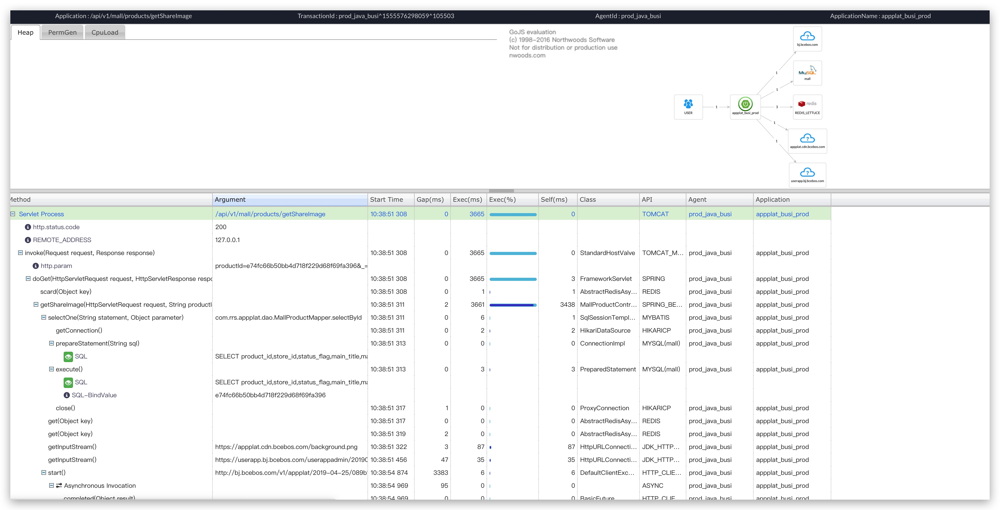 Application : /api/v1/mall/products/getShareImage TransactionId : prod_java_busi^1555576298059^105503 AgentId : prod_java_busi ApplicationName : appplat_busi_prod
Heap PermGen CpuLoad
GoJS evaluation
(c) 1998-2016 Northwoods Software
Not for distribution or production use
nwoods.com
bj.bcebos.com
1
MySQL
mall
1
USER
1
appplat_busi_prod
3
redis
REDIS_LETTUCE
1
appplat.cdn.bcebos.com
1
userapp.bj.bcebos.com
Method Argument Start Time Gap(ms) Exec(ms) Exec(%) Self(ms) Class API Agent Application
Servlet Process /api/v1/mall/products/getShareImage 10:38:51 308 0 3665 0 TOMCAT prod_java_busi appplat_busi_prod
http.status.code 200
REMOTE_ADDRESS 127.0.0.1
invoke(Request request, Response response) 10:38:51 308 0 3665 0 StandardHostValve TOMCAT_M... prod_java_busi appplat_busi_prod
http.param productId=e74fc66b50bb4d718f229d68f69fa396&_=
doGet(HttpServletRequest request, HttpServletResponse respo 10:38:51 308 0 3665 3 FrameworkServlet SPRING prod_java_busi appplat_busi_prod
scard(Object key) 10:38:51 308 0 1 1 AbstractRedisAsy... REDIS prod_java_busi appplat_busi_prod
getShareImage(HttpServletRequest request, String productI 10:38:51 311 2 3661 3438 MallProductContr... SPRING_BE... prod_java_busi appplat_busi_prod
selectOne(String statement, Object parameter) com.rrs.appplat.dao.MallProductMapper.selectById 10:38:51 311 0 6 1 SqlSessionTempl... MYBATIS prod_java_busi appplat_busi_prod
getConnection() 10:38:51 311 0 2 2 HikariDataSource HIKARICP prod_java_busi appplat_busi_prod
prepareStatement(String sql) 10:38:51 313 0 0 0 ConnectionImpl MYSQL(mall) prod_java_busi appplat_busi_prod
SQL SELECT product_id,store_id,status_flag,main_title,ma
execute() 10:38:51 313 0 3 3 PreparedStatement MYSQL(mall) prod_java_busi appplat_busi_prod
SQL SELECT product_id,store_id,status_flag,main_title,ma
SQL-BindValue e74fc66b50bb4d718f229d68f69fa396
close() 10:38:51 317 1 0 0 ProxyConnection HIKARICP prod_java_busi appplat_busi_prod
get(Object key) 10:38:51 317 0 0 0 AbstractRedisAsy... REDIS prod_java_busi appplat_busi_prod
get(Object key) 10:38:51 319 2 0 0 AbstractRedisAsy... REDIS prod_java_busi appplat_busi_prod
getInputStream() https://appplat.cdn.bcebos.com/background.png 10:38:51 322 3 87 87 HttpURLConnecti... JDK_HTTP... prod_java_busi appplat_busi_prod
getInputStream() https://userapp.bj.bcebos.com/userappadmin/20190 10:38:51 456 47 35 35 HttpURLConnecti... JDK_HTTP... prod_java_busi appplat_busi_prod
start() http://bj.bcebos.com/v1/appplat/2019-04-25/089b 10:38:54 874 3383 6 6 DefaultClientExc... HTTP_CLIE... prod_java_busi appplat_busi_prod
Asynchronous Invocation 10:38:54 969 95 0 0 ASYNC prod_java_busi appplat_busi_prod
completed(Object result) 10:38:54 969 0 0 0 BasicFuture HTTP_CLIE prod_java_busi appplat_busi_prod